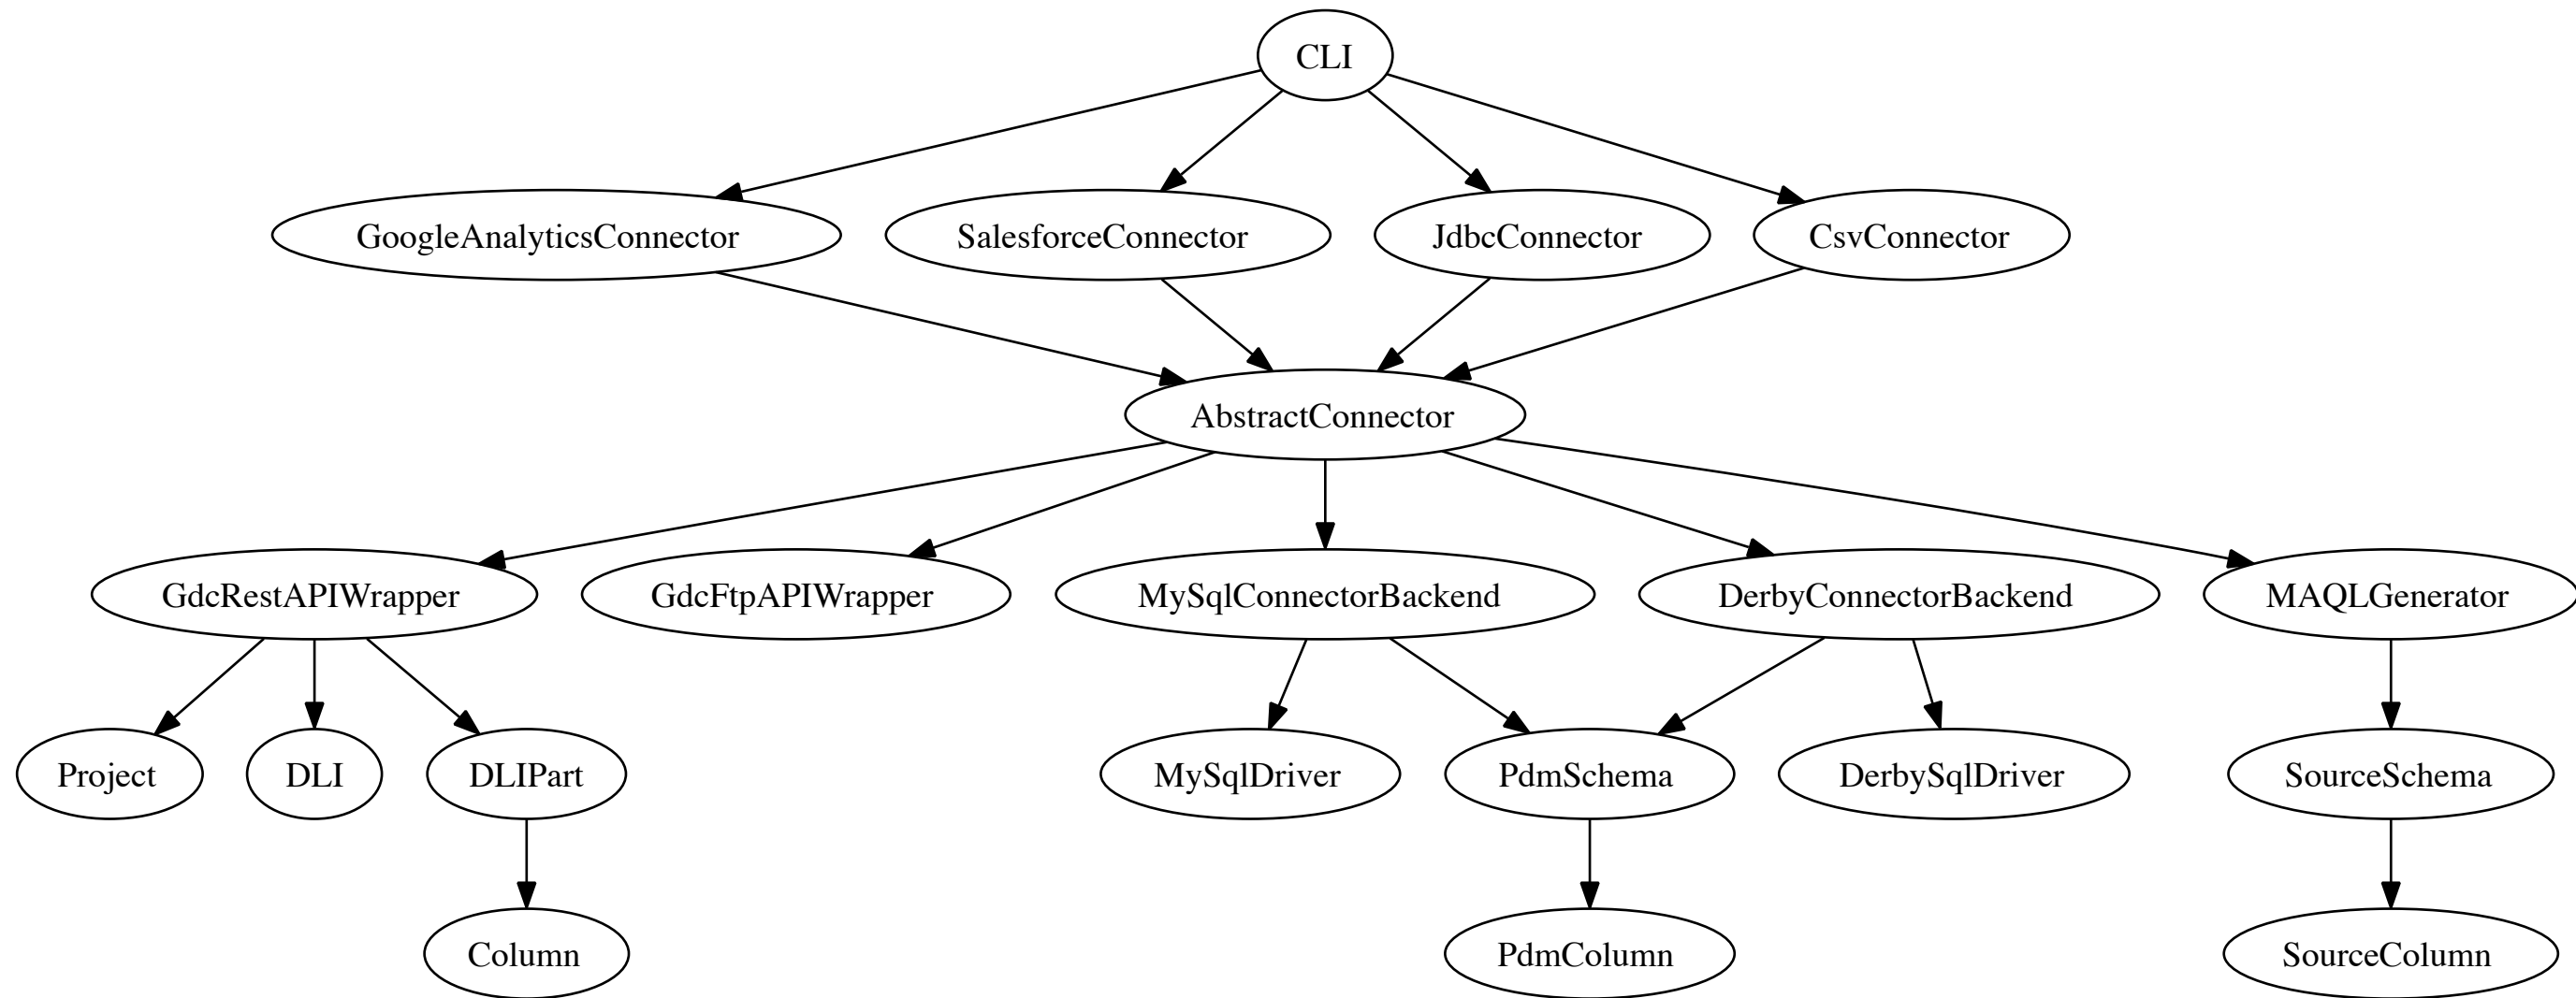 CLI
GoogleAnalyticsConnector
SalesforceConnector
JdbcConnector
CsvConnector
AbstractConnector
GdcRestAPIWrapper
GdcFtpAPIWrapper
MySqlConnectorBackend
DerbyConnectorBackend
MAQLGenerator
Project
DLI
DLIPart
MySqlDriver
PdmSchema
DerbySqlDriver
SourceSchema
Column
PdmColumn
SourceColumn